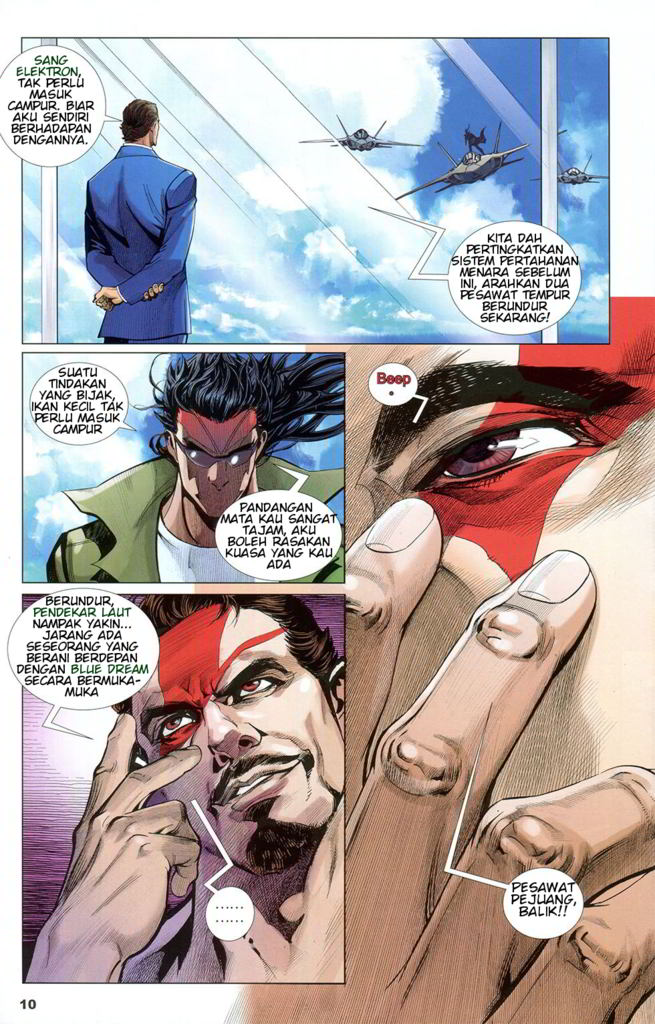 SANG
ELEKTRON,
TAK PERLU
MASUK
CAMPUR. BIAR
AKU SENDIRI
BERHADAPAN
DENGANNYA.
KITA DAH
PERTINGKATKAN
SISTEM PERTAHANAN
MENARA SEBELUM
INI, ARAHKAN DUA
PESAWAT TEMPUR
BERUNDUR
SEKARANG!
SUATU
TINDAKAN
YANG BIJAK,
IKAN KECIL TAK
PERLU MASUK
CAMPUR
PANDANGAN
MATA KAU SANGAT
TAJAM, AKU
BOLEH RASAKAN
KUASA YANG KAU
ADA
Beep
BERUNDUR,
PENDEKAR LAUT
NAMPAK YAKIN...
JARANG ADA
SESEORANG YANG
BERANI BERDEPAN
DENGAN BLUE DREAM
SECARA BERMUKA-
MUKA
......
......
PESAWAT
PEJUANG,
BALIK!!
10